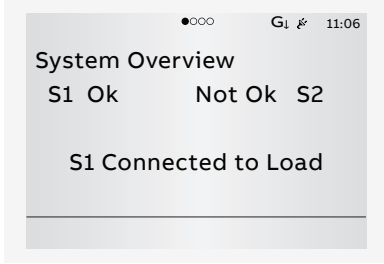 G↓ 11:06
System Overview
S1 Ok Not Ok S2
S1 Connected to Load